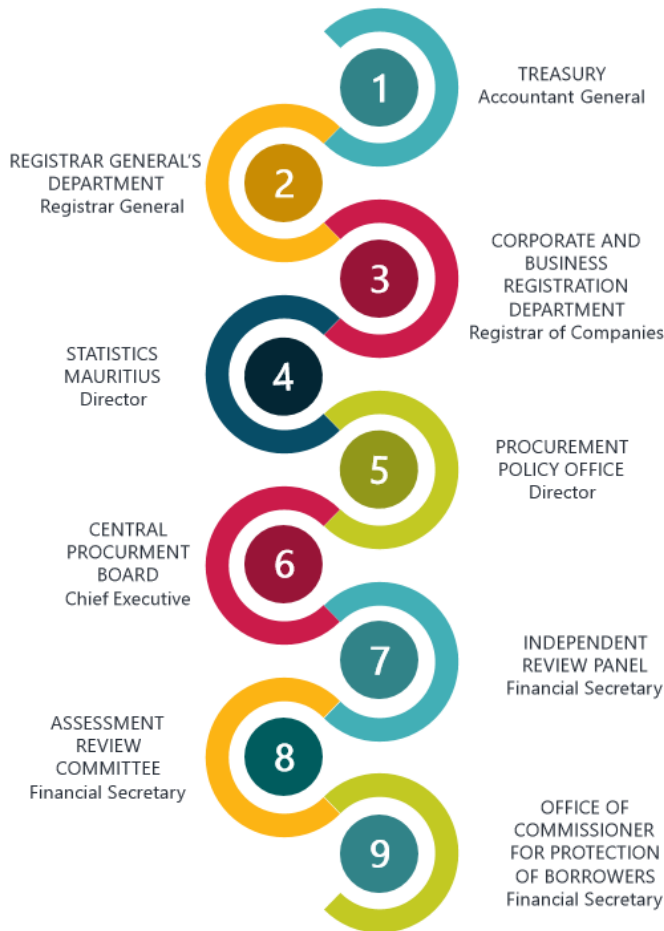 1
TREASURY
Accountant General
REGISTRAR GENERAL'S
DEPARTMENT
Registrar General
2
3
CORPORATE AND
BUSINESS
REGISTRATION
DEPARTMENT
Registrar of Companies
STATISTICS
MAURITIUS
Director
4
5
PROCUREMENT
POLICY OFFICE
Director
CENTRAL
PROCURMENT
BOARD
Chief Executive
6
7
INDEPENDENT
REVIEW PANEL
Financial Secretary
ASSESSMENT
REVIEW
COMMITTEE
Financial Secretary
8
9
OFFICE OF
COMMISSIONER
FOR PROTECTION
OF BORROWERS
Financial Secretary